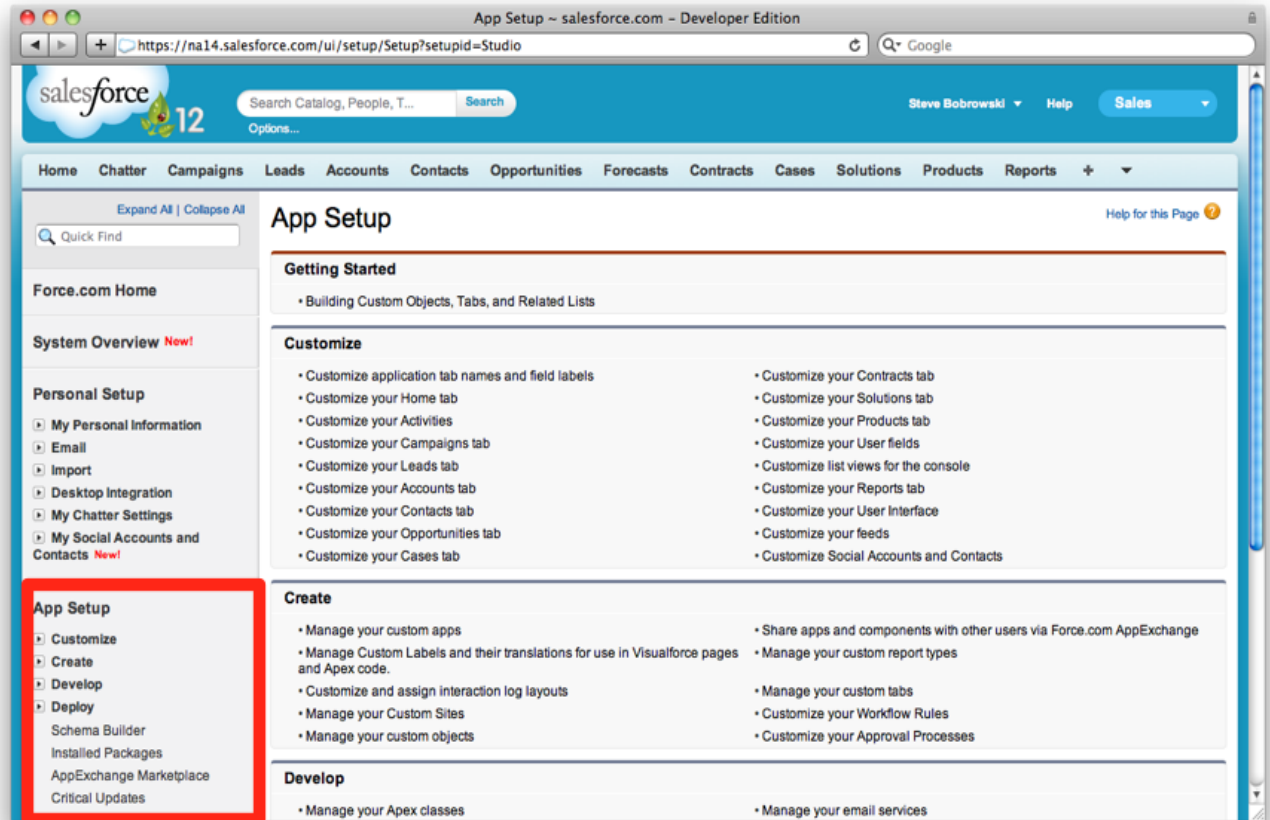 App Setup ~ salesforce.com – Developer Edition
https://na14.salesforce.com/ui/setup/Setup?setupid=Studio
Google
salesforce 12
Search Catalog, People, T...
Search
Options...
Steve Bobrowski
Help
Sales
Home Chatter Campaigns Leads Accounts Contacts Opportunities Forecasts Contracts Cases Solutions Products Reports +
Expand All | Collapse All
Quick Find
Force.com Home
System Overview New!
Personal Setup
My Personal Information
Email
Import
Desktop Integration
My Chatter Settings
My Social Accounts and
Contacts New!
App Setup
Customize
Create
Develop
Deploy
Schema Builder
Installed Packages
AppExchange Marketplace
Critical Updates
App Setup
Help for this Page ?
Getting Started
• Building Custom Objects, Tabs, and Related Lists
Customize
• Customize application tab names and field labels
• Customize your Home tab
• Customize your Activities
• Customize your Campaigns tab
• Customize your Leads tab
• Customize your Accounts tab
• Customize your Contacts tab
• Customize your Opportunities tab
• Customize your Cases tab
• Customize your Contracts tab
• Customize your Solutions tab
• Customize your Products tab
• Customize your User fields
• Customize list views for the console
• Customize your Reports tab
• Customize your User Interface
• Customize your feeds
• Customize Social Accounts and Contacts
Create
• Manage your custom apps
• Manage Custom Labels and their translations for use in Visualforce pages
and Apex code.
• Customize and assign interaction log layouts
• Manage your Custom Sites
• Manage your custom objects
• Share apps and components with other users via Force.com AppExchange
• Manage your custom report types
• Manage your custom tabs
• Customize your Workflow Rules
• Customize your Approval Processes
Develop
• Manage your Apex classes
• Manage your email services